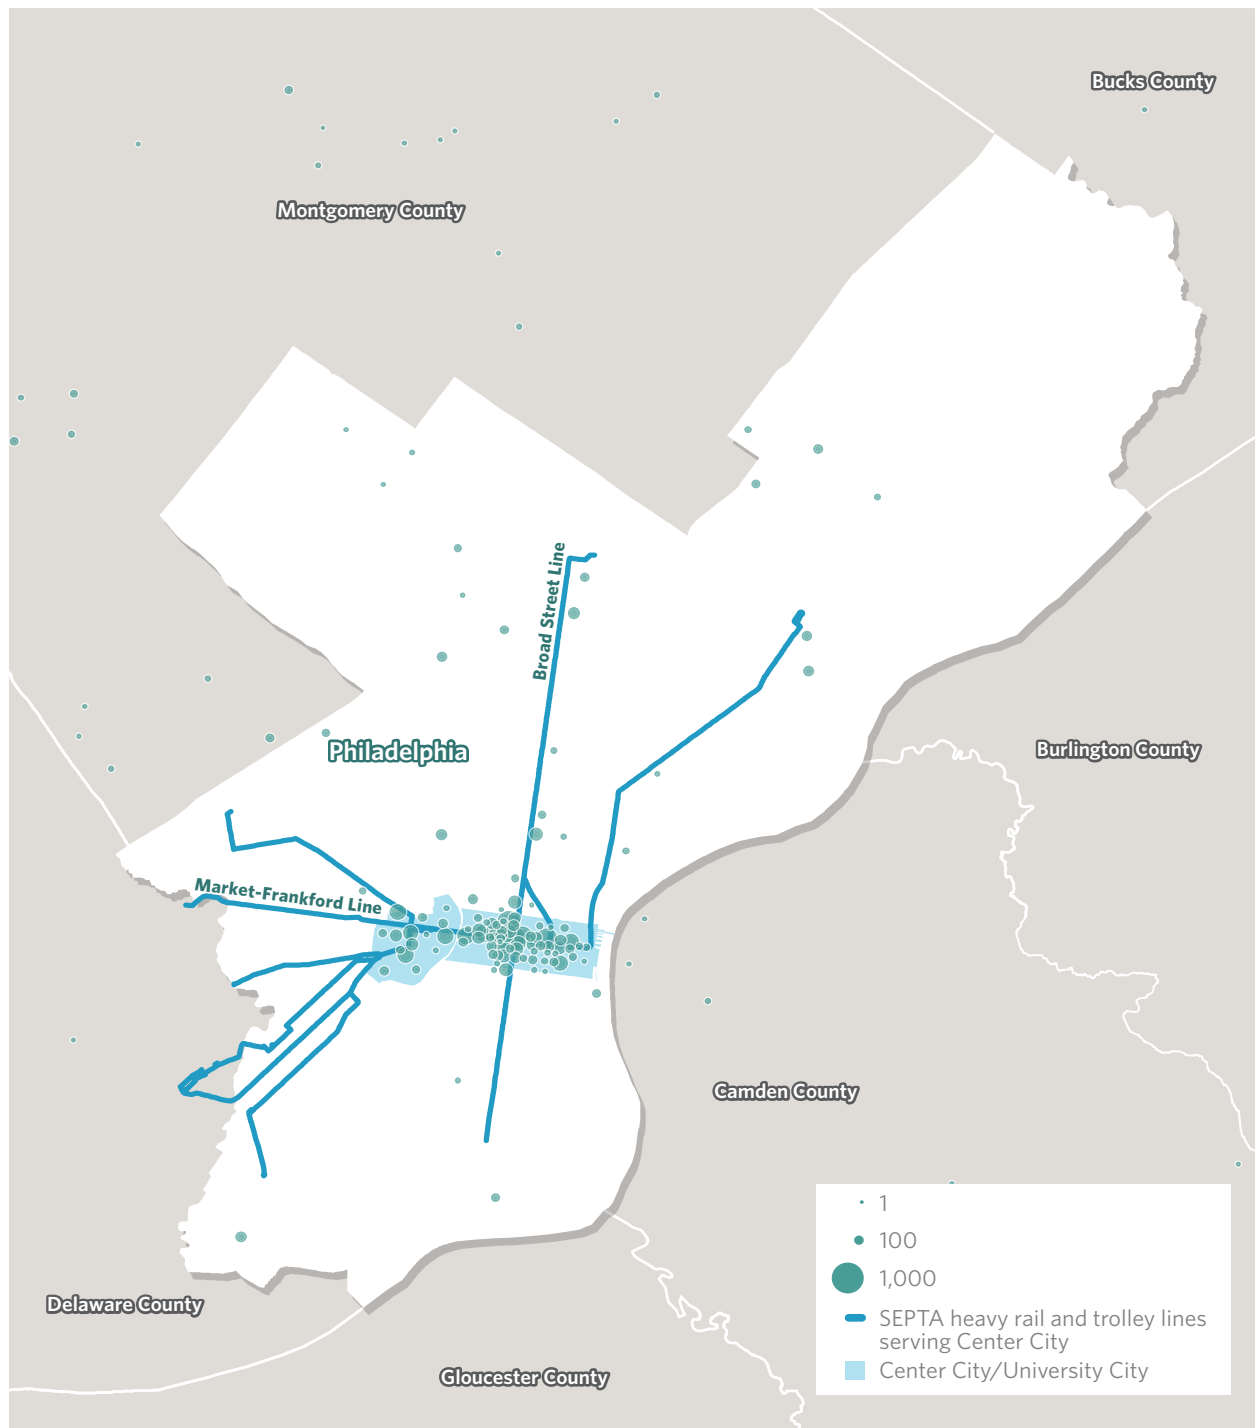 Bucks County
Montgomery County
Broad Street Line
Philadelphia
Burlington County
Market-Frankford Line
Camden County
Delaware County
Gloucester County
1
100
1,000
SEPTA heavy rail and trolley lines
serving Center City
Center City/University City